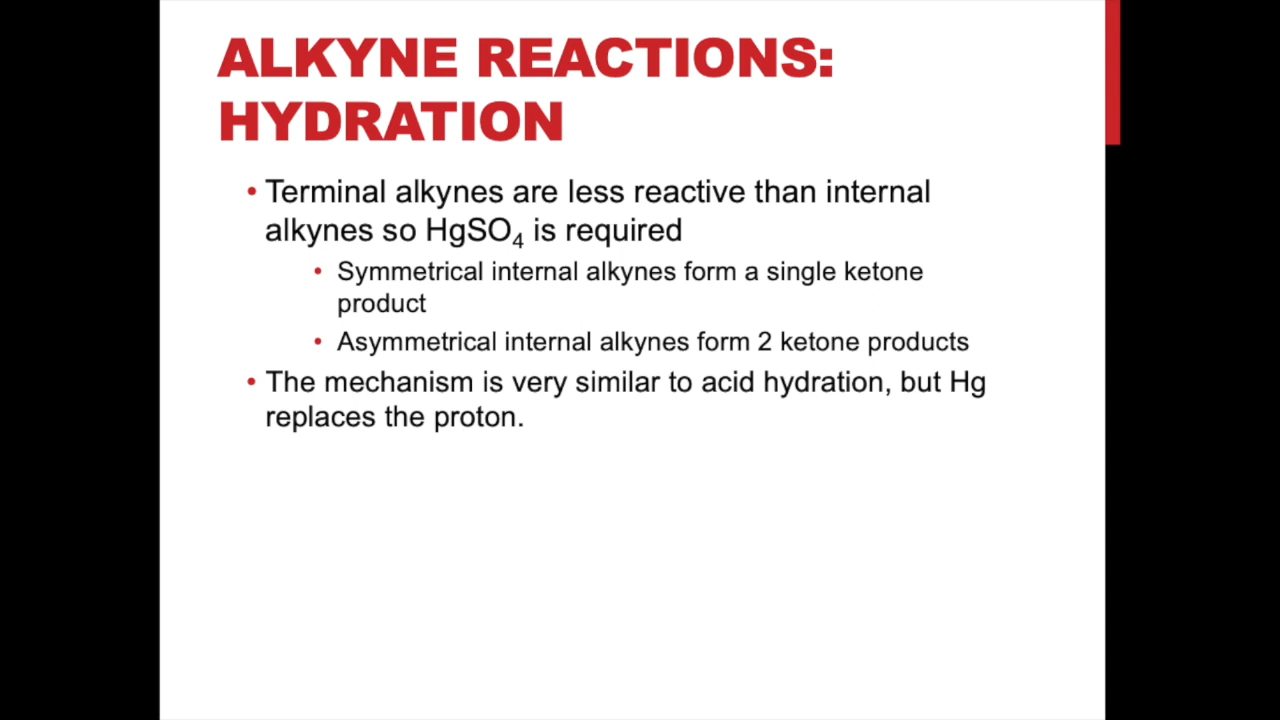 ALKYNE REACTIONS:
HYDRATION
• Terminal alkynes are less reactive than internal
alkynes so HgSO₄ is required
• Symmetrical internal alkynes form a single ketone
product
• Asymmetrical internal alkynes form 2 ketone products
• The mechanism is very similar to acid hydration, but Hg
replaces the proton.